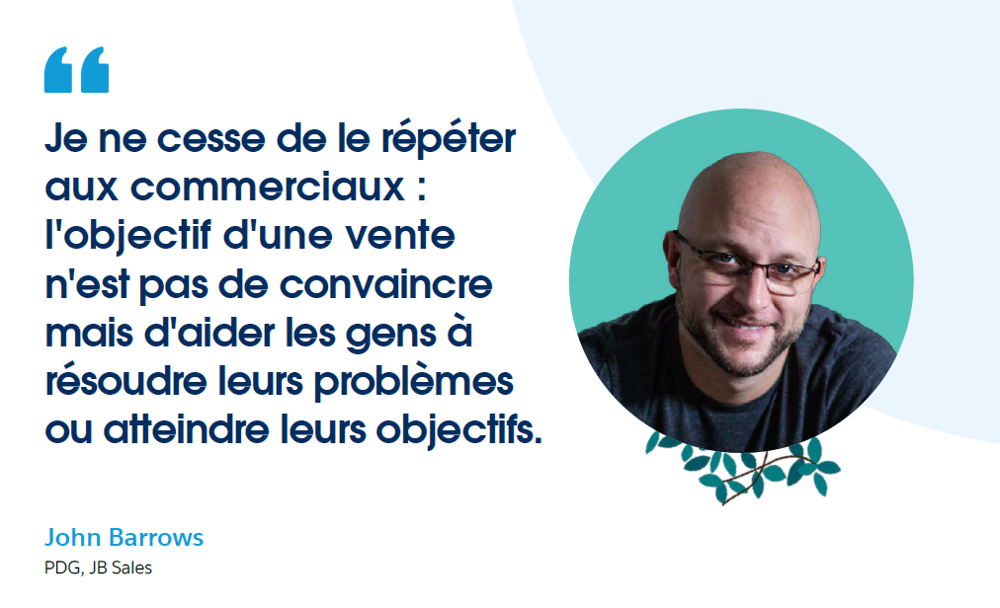 Je ne cesse de le répéter
aux commerciaux :
l'objectif d'une vente
n'est pas de convaincre
mais d'aider les gens à
résoudre leurs problèmes
ou atteindre leurs objectifs.
John Barrows
PDG, JB Sales